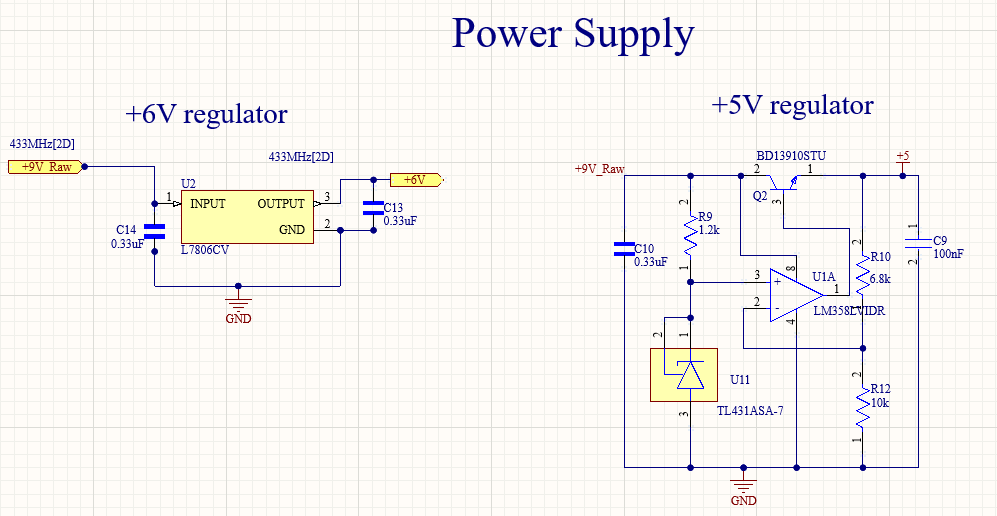 Power Supply
+6V regulator
+5V regulator
433MHz[2D]
+9V_Raw
433MHz[2D]
+6V
U2
1
INPUT
OUTPUT
3
GND
2
L7806CV
C14
0.33uF
C13
0.33uF
GND
+9V_Raw
BD13910STU
2
1
Q2
3
+5
2
R9
1.2k
1
C10
0.33uF
3
+
8
U1A
1
2
-
4
LM358LVIDR
2
R10
6.8k
1
1
C9
100nF
2
2
1
U11
TL431ASA-7
3
2
R12
10k
1
GND